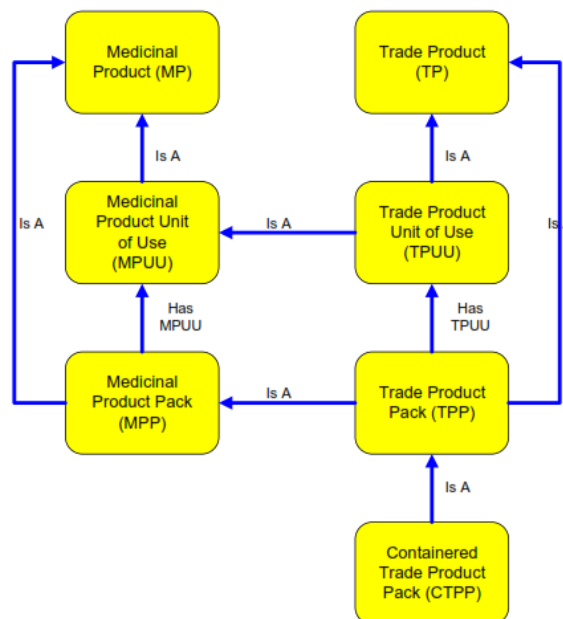 Medicinal
Product (MP)
Trade Product
(TP)
Is A
Is A
Medicinal
Product Unit
of Use
(MPUU)
Trade Product
Unit of Use
(TPUU)
Is A
Is A
Is
Has
MPUU
Has
TPUU
Medicinal
Product Pack
(MPP)
Trade Product
Pack (TPP)
Is A
Is A
Containered
Trade Product
Pack (CTPP)